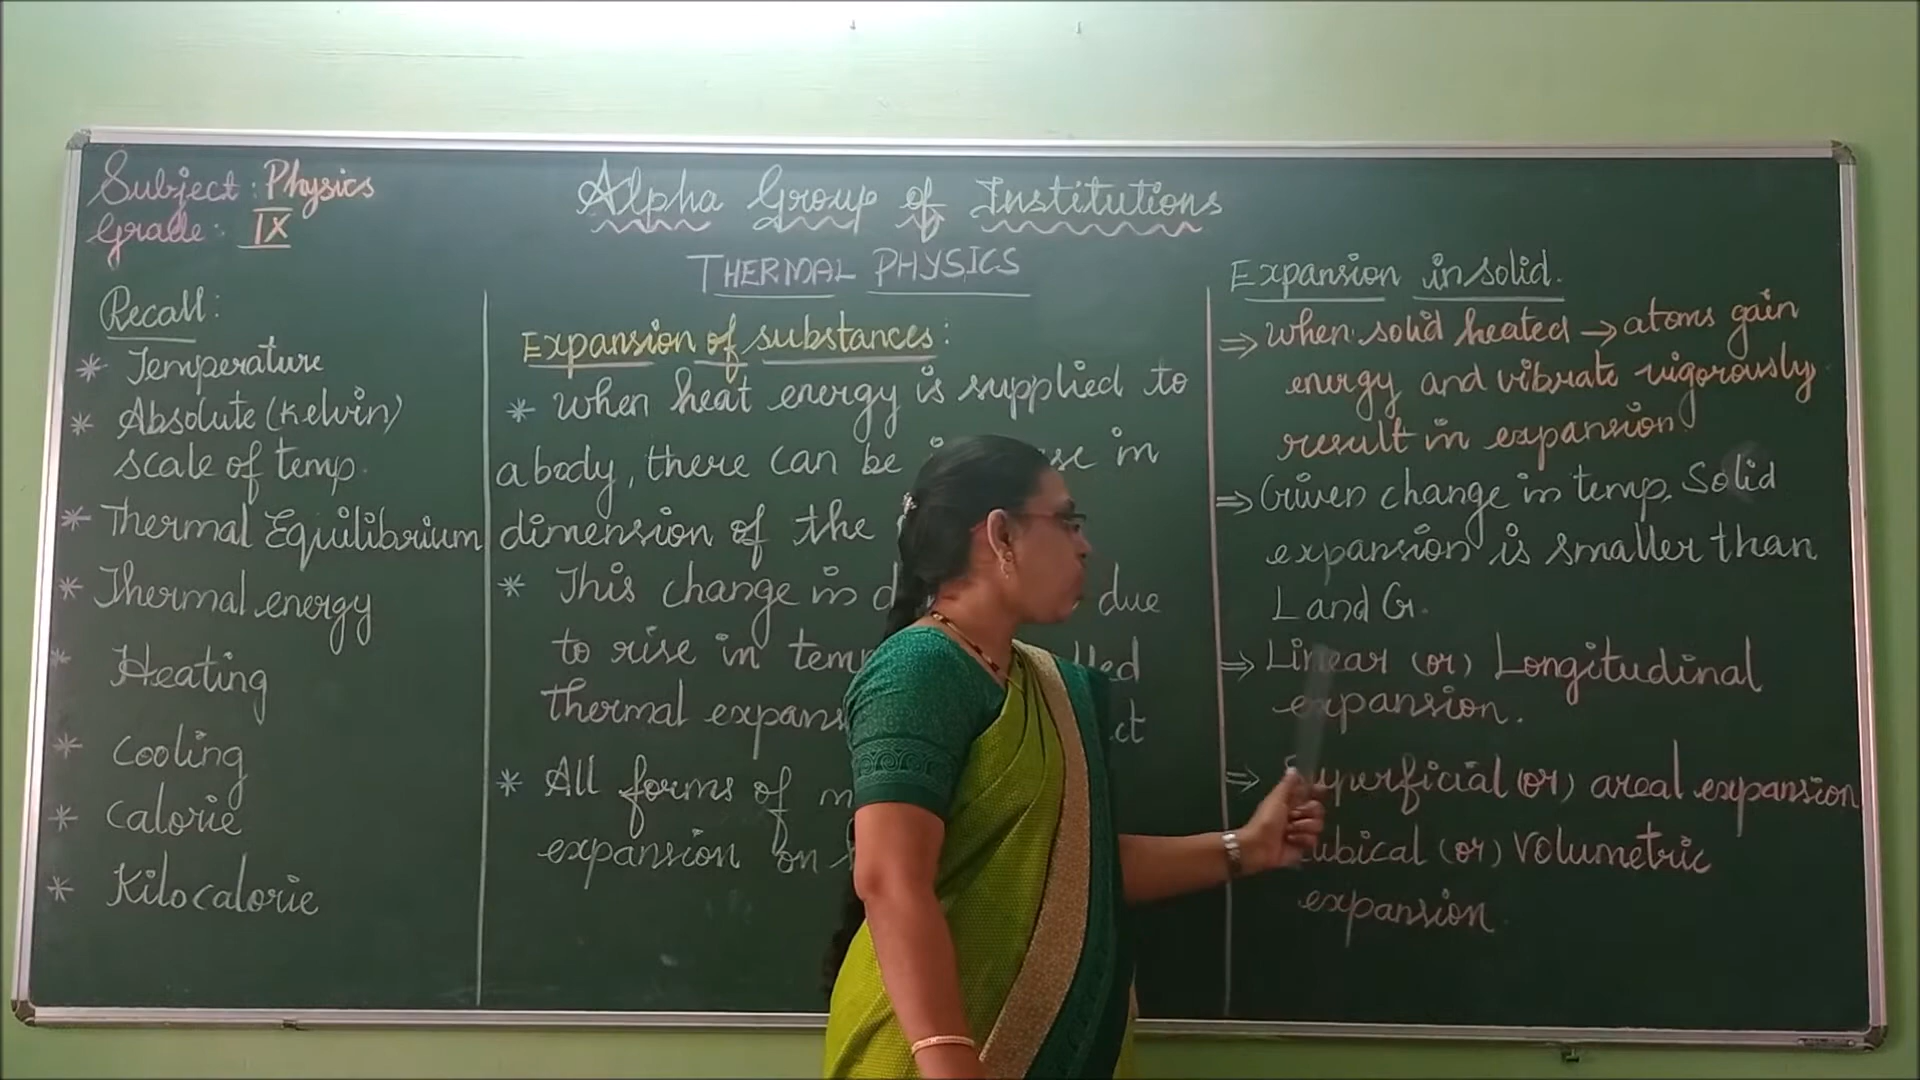 Subject: Physics
Grade: IX
Alpha Group of Institutions
THERMAL PHYSICS
Recall:
* Temperature
* Absolute (Kelvin)
scale of temp.
* Thermal Equilibrium
* Thermal energy
* Heating
* Cooling
* Calorie
* Kilocalorie
Expansion of substances:
* When heat energy is supplied to
a body, there can be in
dimension of the
* This change in due
to rise in
Thermal
* All forms of
expansion on
Expansion in solid.
⇒ When solid heated → atoms gain
energy and vibrate vigorously
result in expansion
⇒ Given change in temp. Solid
expansion is smaller than
L and G.
⇒ Linear (or) Longitudinal
expansion.
⇒ Superficial (or) areal expansion
Cubical (or) Volumetric
expansion.